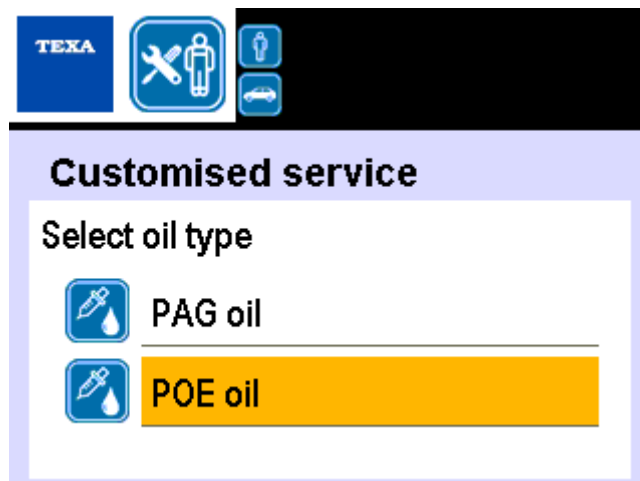 TEXA
Customised service
Select oil type
PAG oil
POE oil